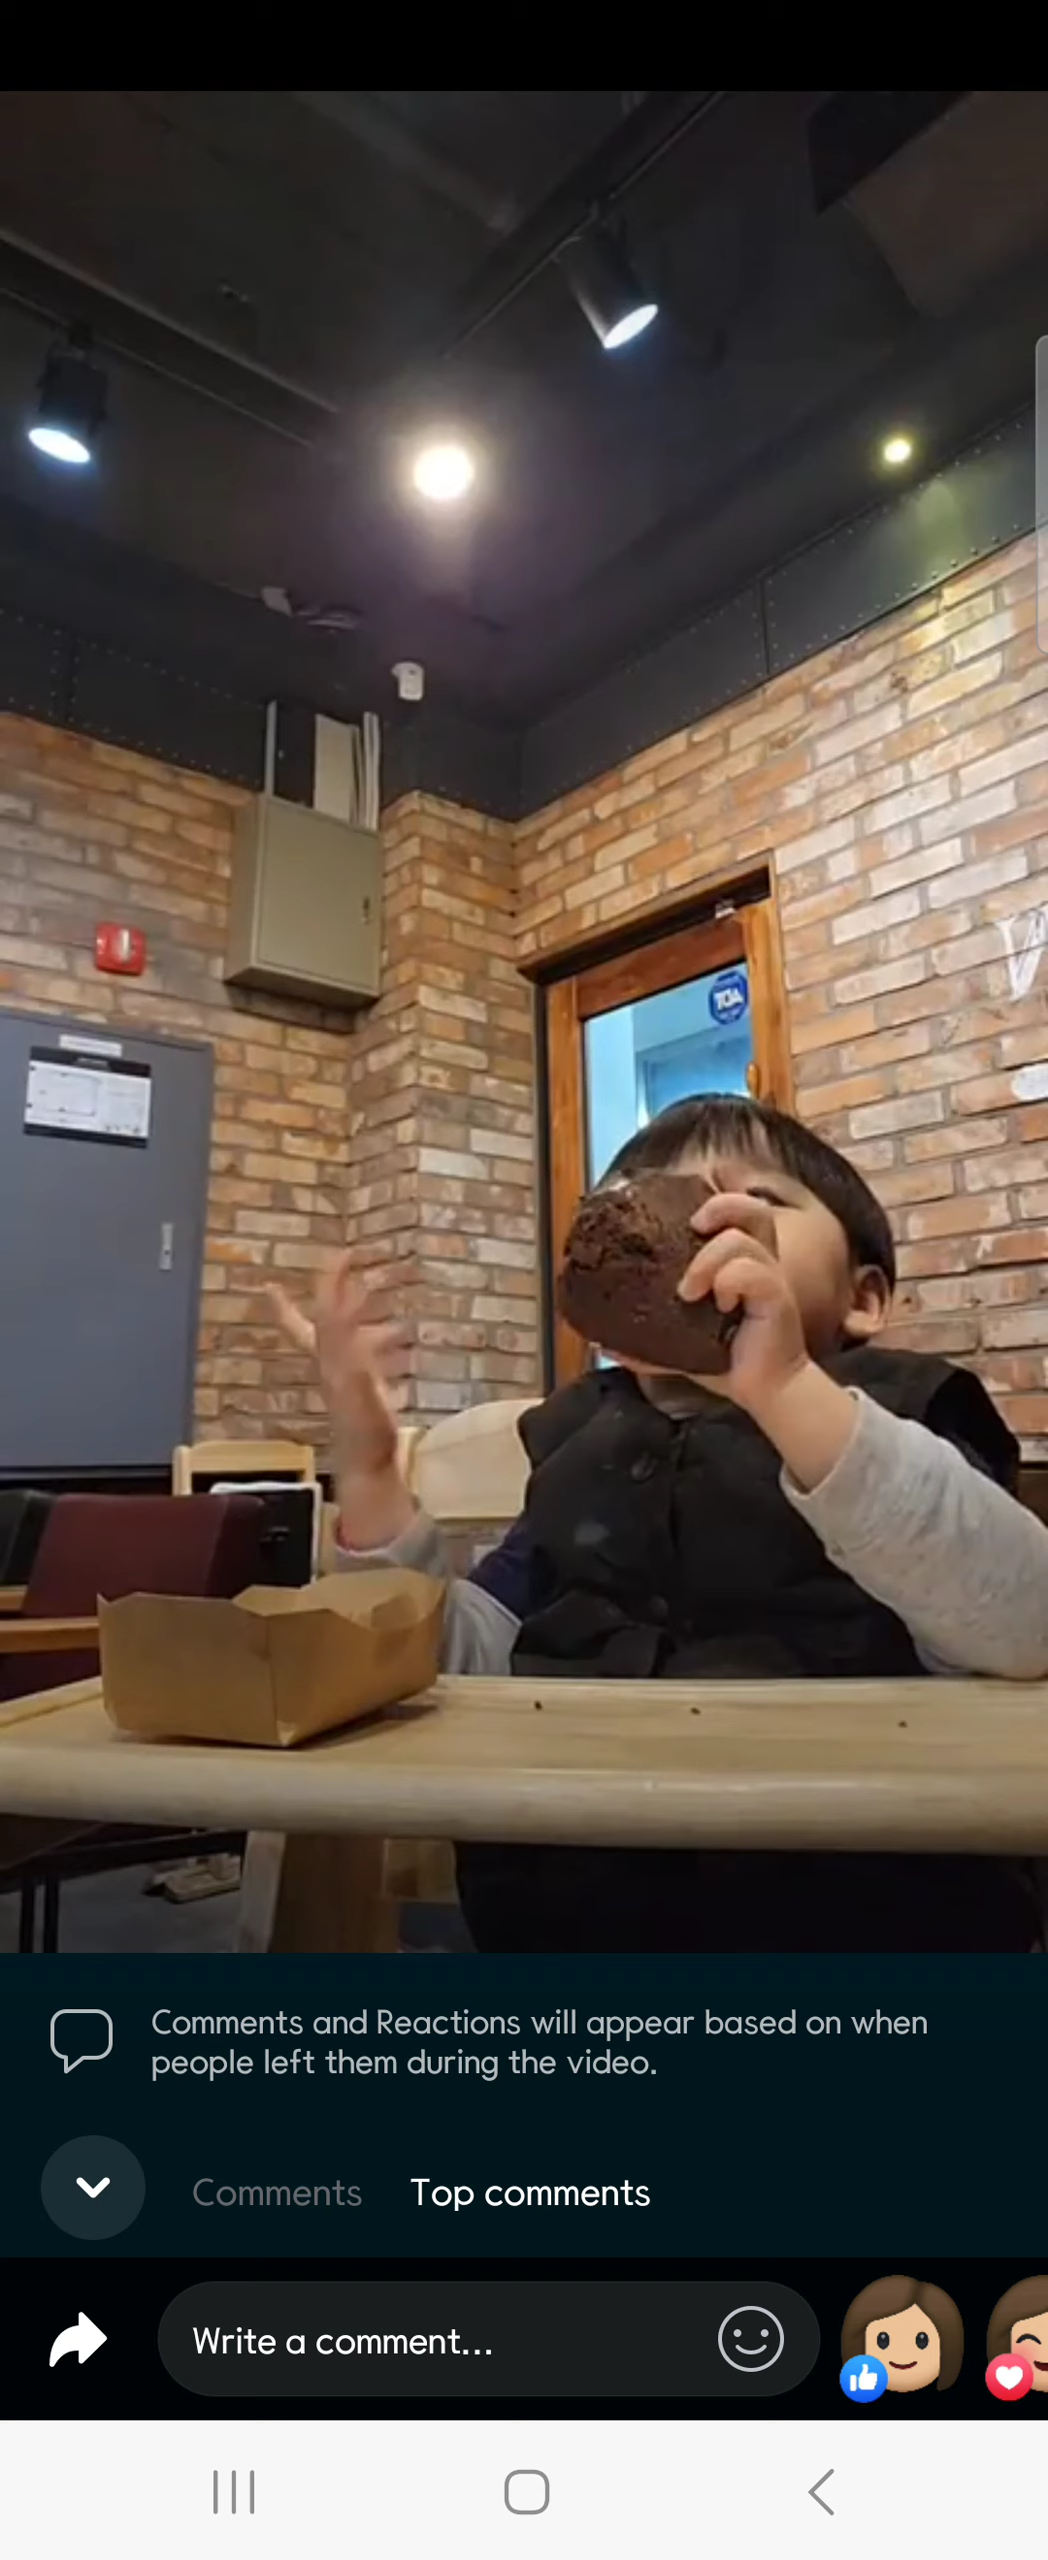 TOA
Comments and Reactions will appear based on when
people left them during the video.
Comments
Top comments
Write a comment...